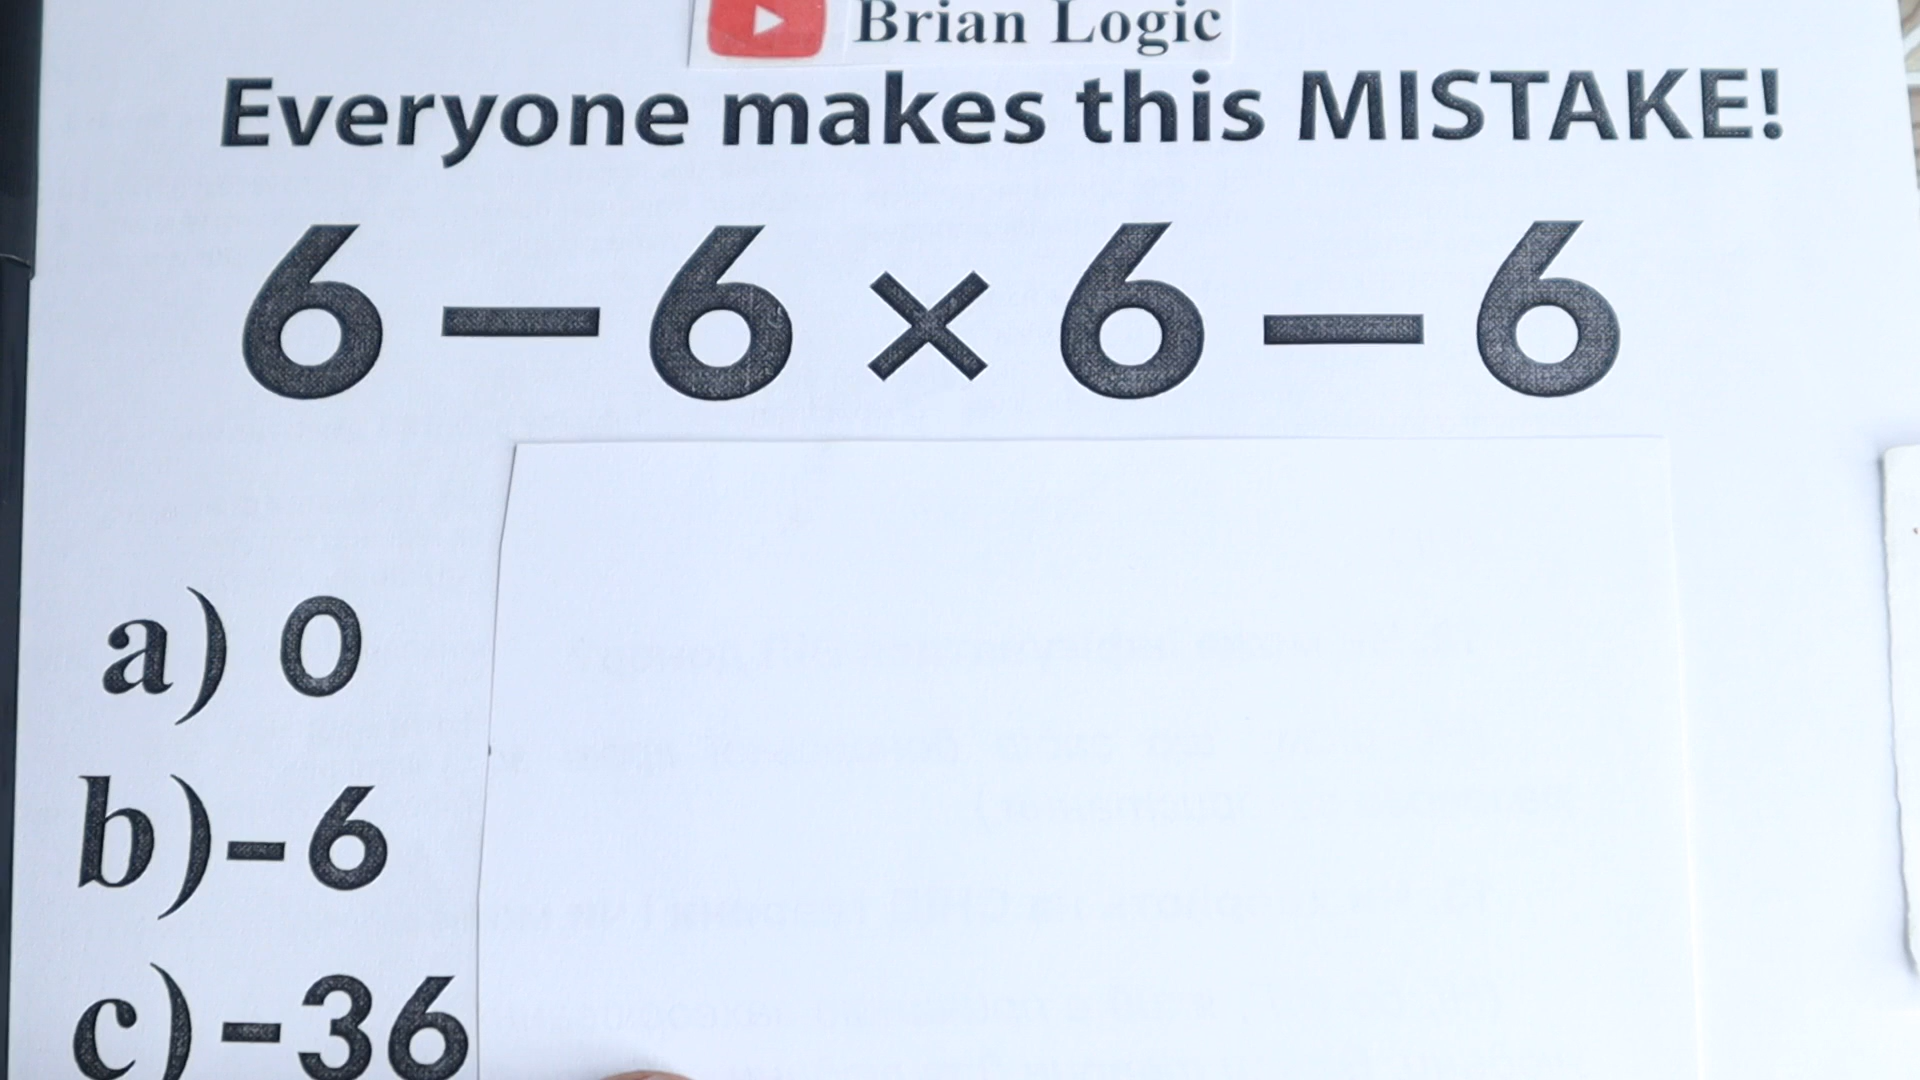 Brian Logic
Everyone makes this MISTAKE!
6 – 6 × 6 – 6
a) 0
b) – 6
c) – 36